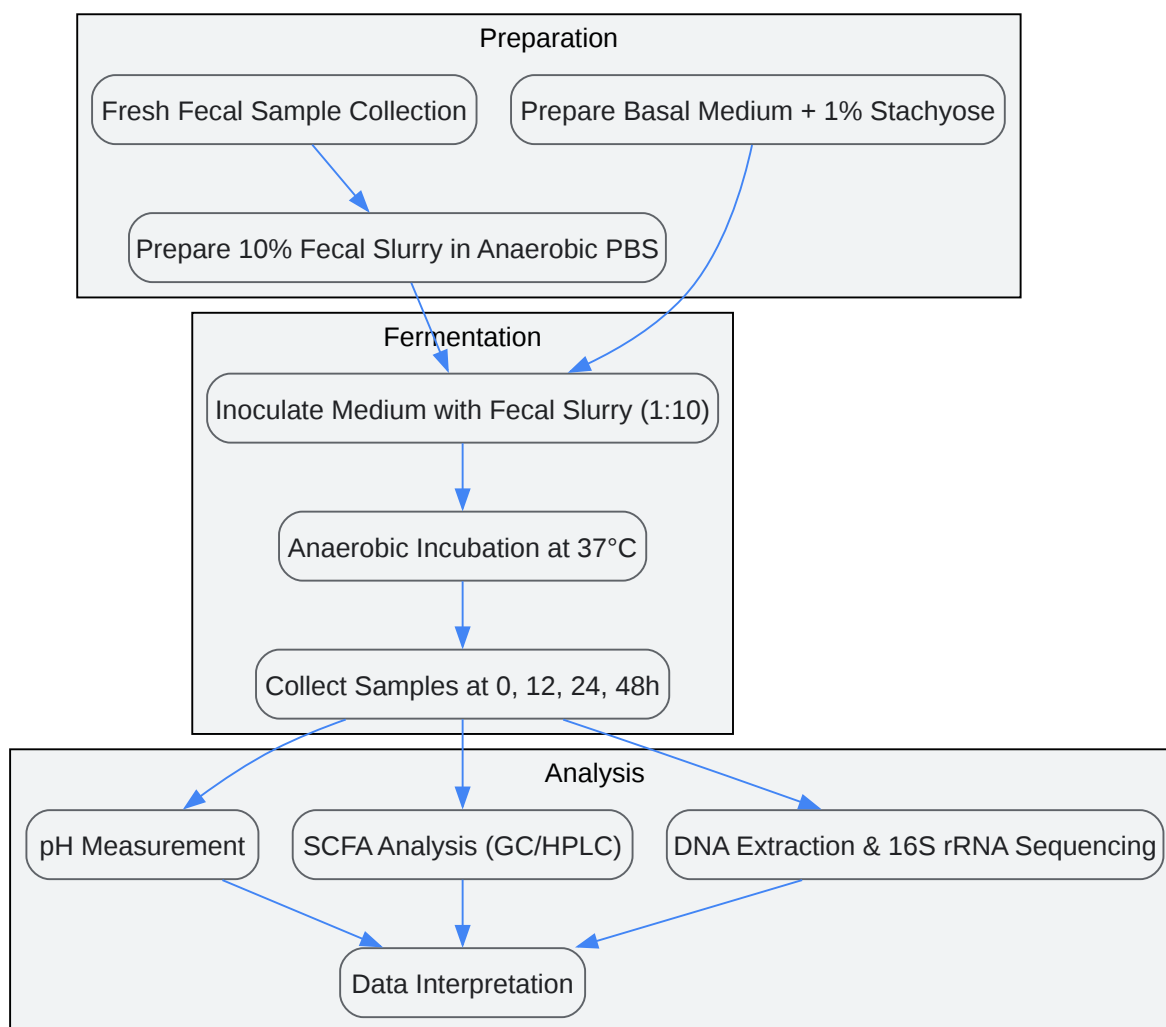 Preparation
Fresh Fecal Sample Collection
Prepare Basal Medium + 1% Stachyose
Prepare 10% Fecal Slurry in Anaerobic PBS
Fermentation
Inoculate Medium with Fecal Slurry (1:10)
Anaerobic Incubation at 37°C
Collect Samples at 0, 12, 24, 48h
Analysis
pH Measurement
SCFA Analysis (GC/HPLC)
DNA Extraction & 16S rRNA Sequencing
Data Interpretation